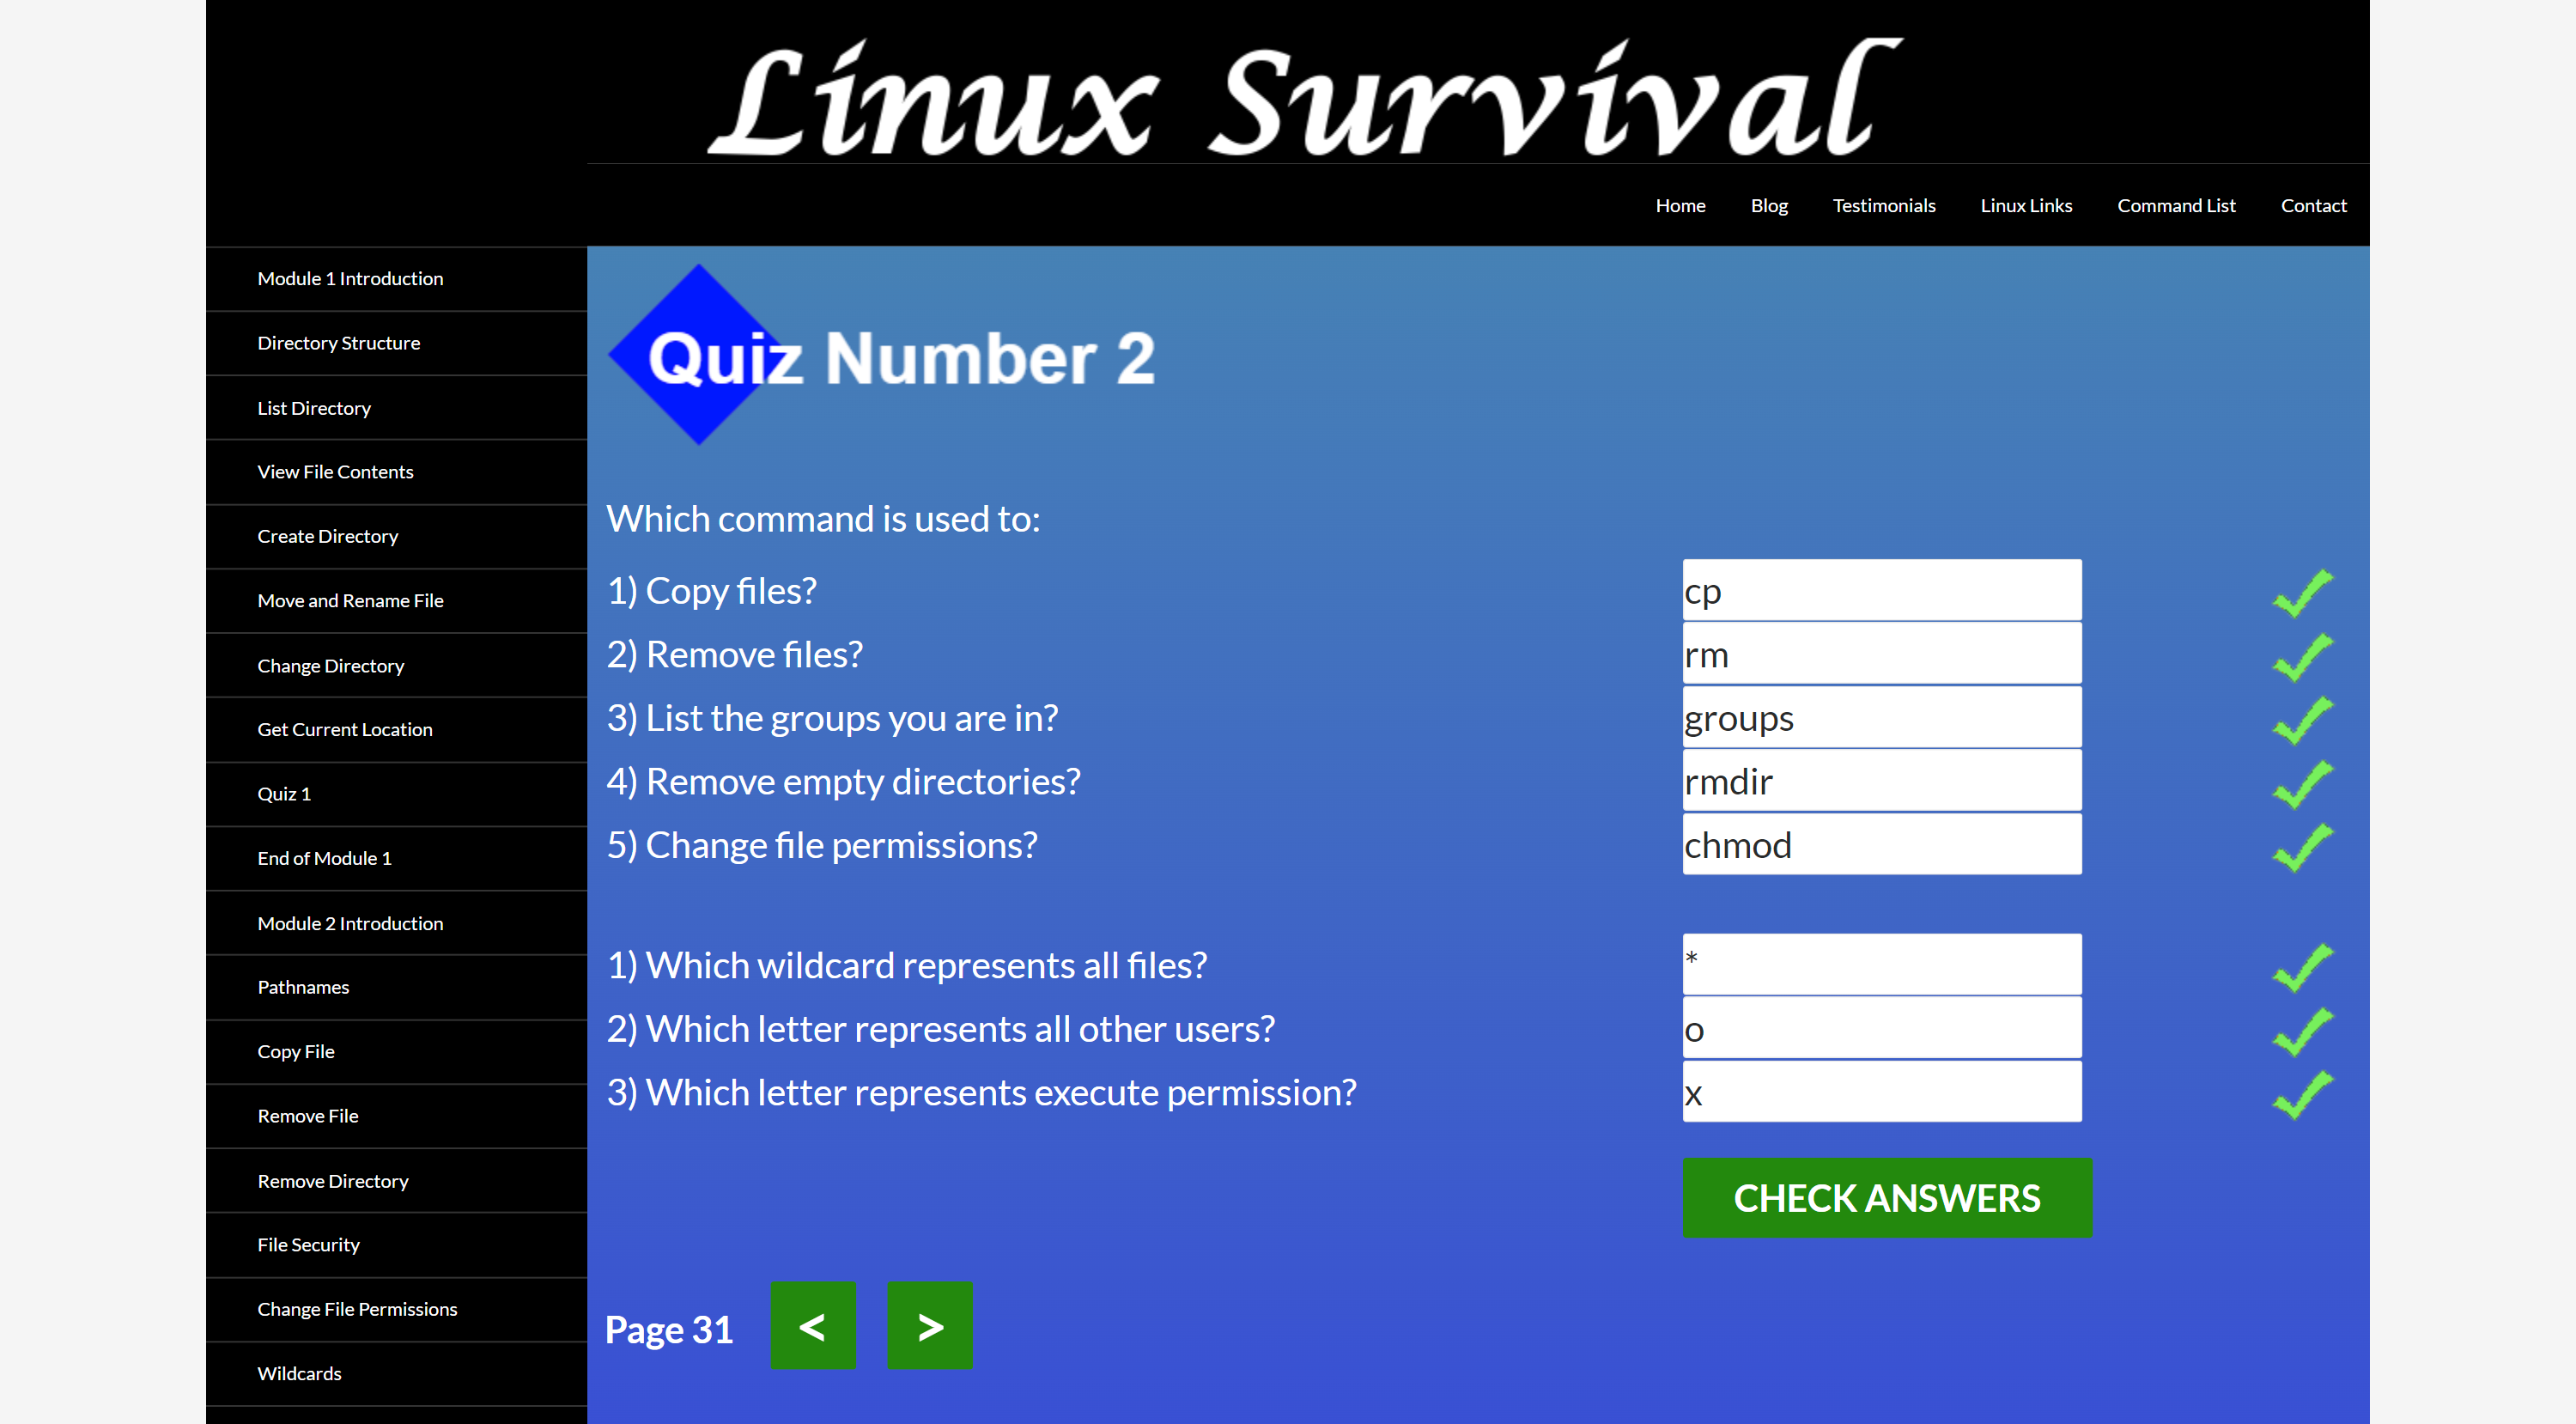 Linux Survival
Home Blog Testimonials Linux Links Command List Contact
Module 1 Introduction
Directory Structure
List Directory
View File Contents
Create Directory
Move and Rename File
Change Directory
Get Current Location
Quiz 1
End of Module 1
Module 2 Introduction
Pathnames
Copy File
Remove File
Remove Directory
File Security
Change File Permissions
Wildcards
Quiz Number 2
Which command is used to:
1) Copy files? cp
2) Remove files? rm
3) List the groups you are in? groups
4) Remove empty directories? rmdir
5) Change file permissions? chmod
1) Which wildcard represents all files? *
2) Which letter represents all other users? o
3) Which letter represents execute permission? x
CHECK ANSWERS
Page 31 < >